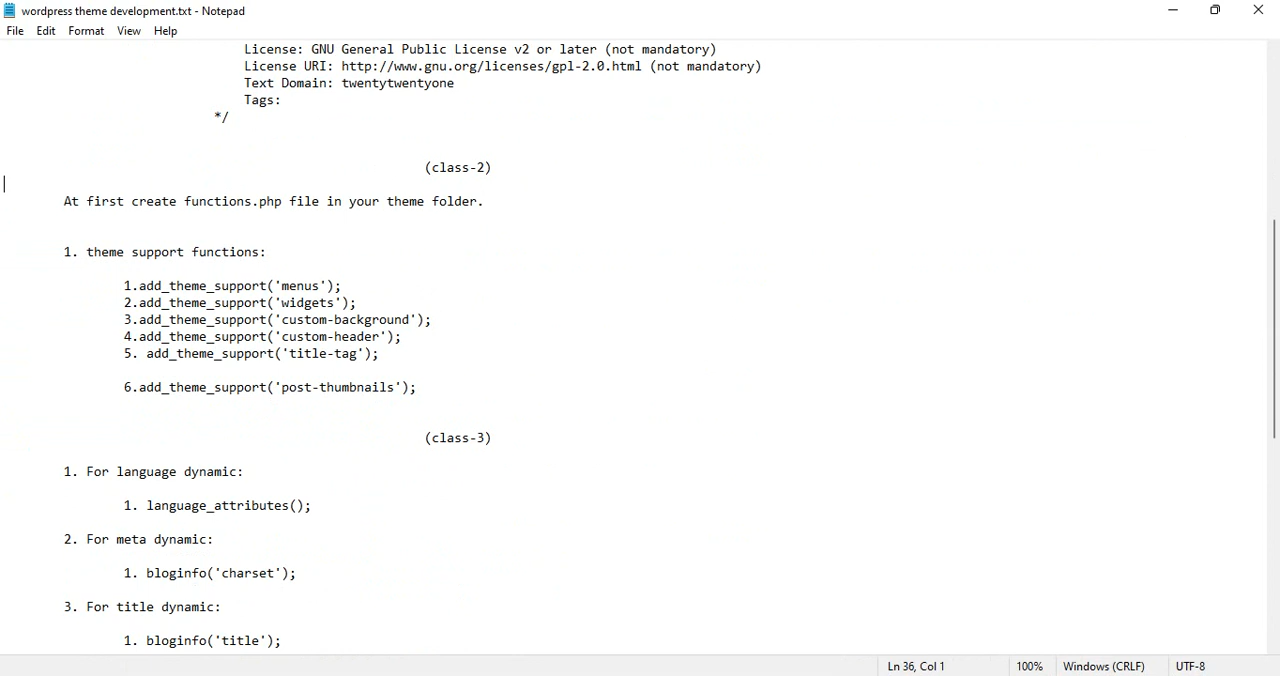 wordpress theme development.txt - Notepad
File Edit Format View Help
License: GNU General Public License v2 or later (not mandatory)
License URI: http://www.gnu.org/licenses/gpl-2.0.html (not mandatory)
Text Domain: twentytwentyone
Tags:
*/
(class-2)
At first create functions.php file in your theme folder.
1. theme support functions:
1.add_theme_support('menus');
2.add_theme_support('widgets');
3.add_theme_support('custom-background');
4.add_theme_support('custom-header');
5. add_theme_support('title-tag');
6.add_theme_support('post-thumbnails');
(class-3)
1. For language dynamic:
1. language_attributes();
2. For meta dynamic:
1. bloginfo('charset');
3. For title dynamic:
1. bloginfo('title');
Ln 36, Col 1 100% Windows (CRLF) UTF-8